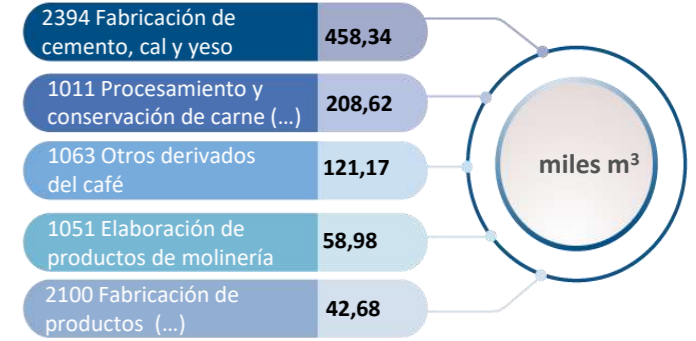 2394 Fabricación de
cemento, cal y yeso
458,34
1011 Procesamiento y
conservación de carne (...)
208,62
1063 Otros derivados
del café
121,17
1051 Elaboración de
productos de molinería
58,98
2100 Fabricación de
productos (...)
42,68
miles m³